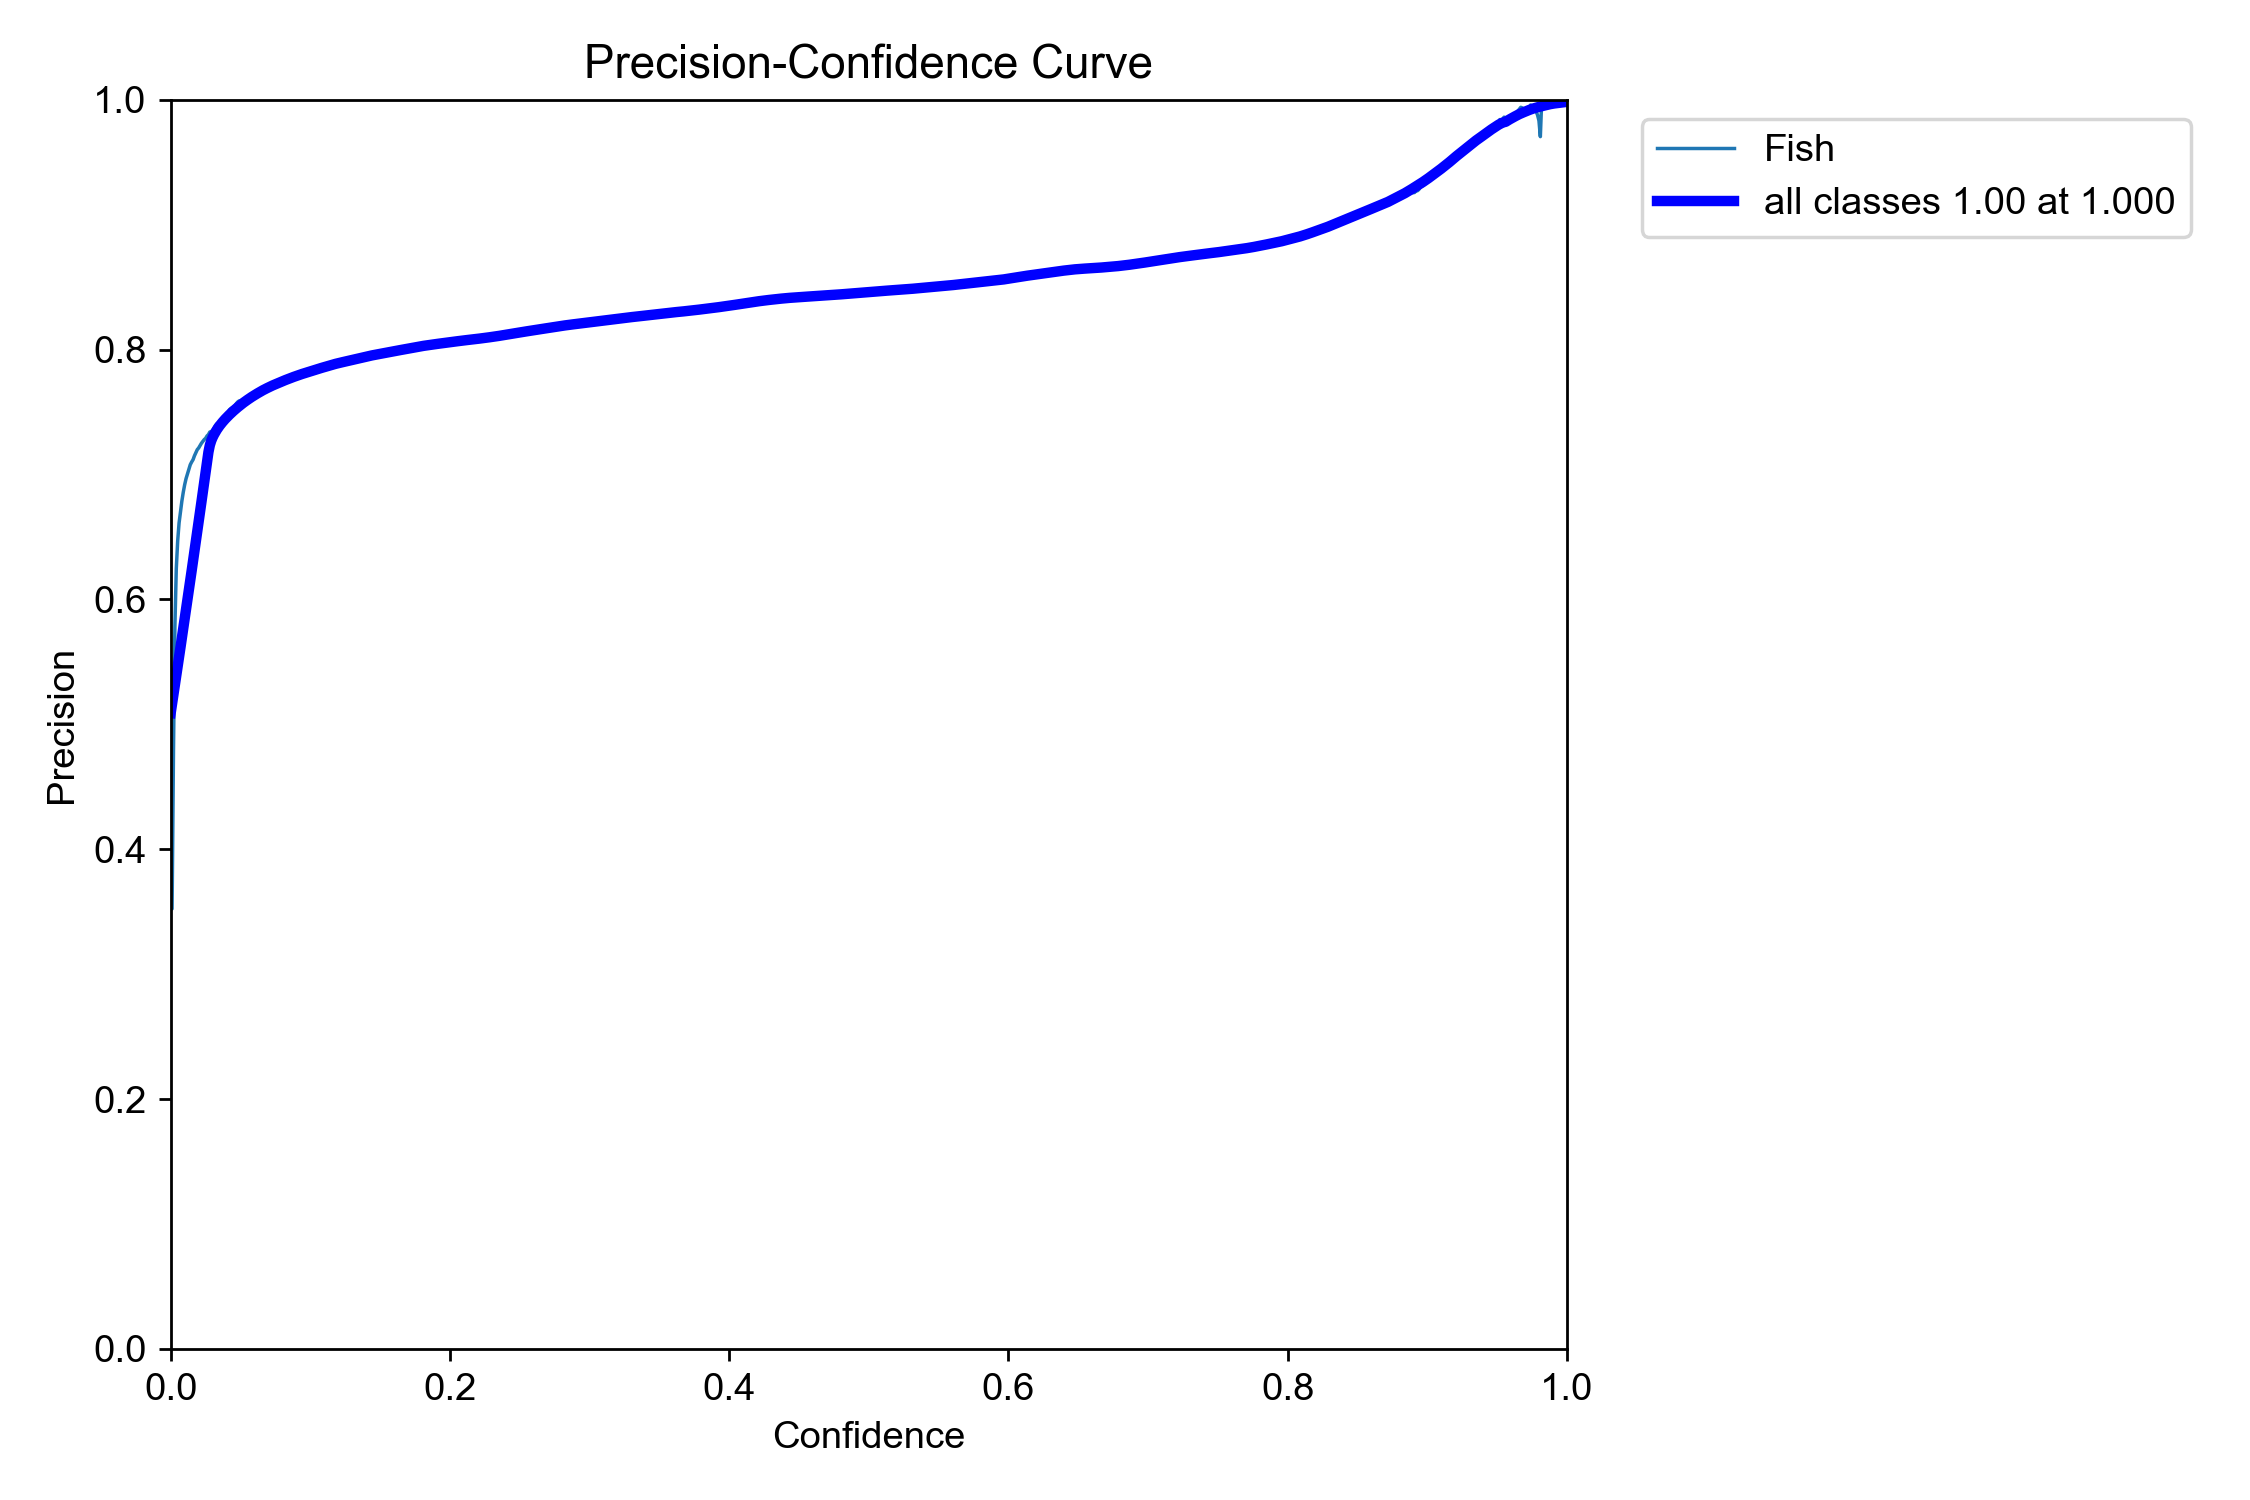 Precision-Confidence Curve
1.0
0.8
0.6
0.4
0.2
0.0
Precision
0.0 0.2 0.4 0.6 0.8 1.0
Confidence
Fish
all classes 1.00 at 1.000